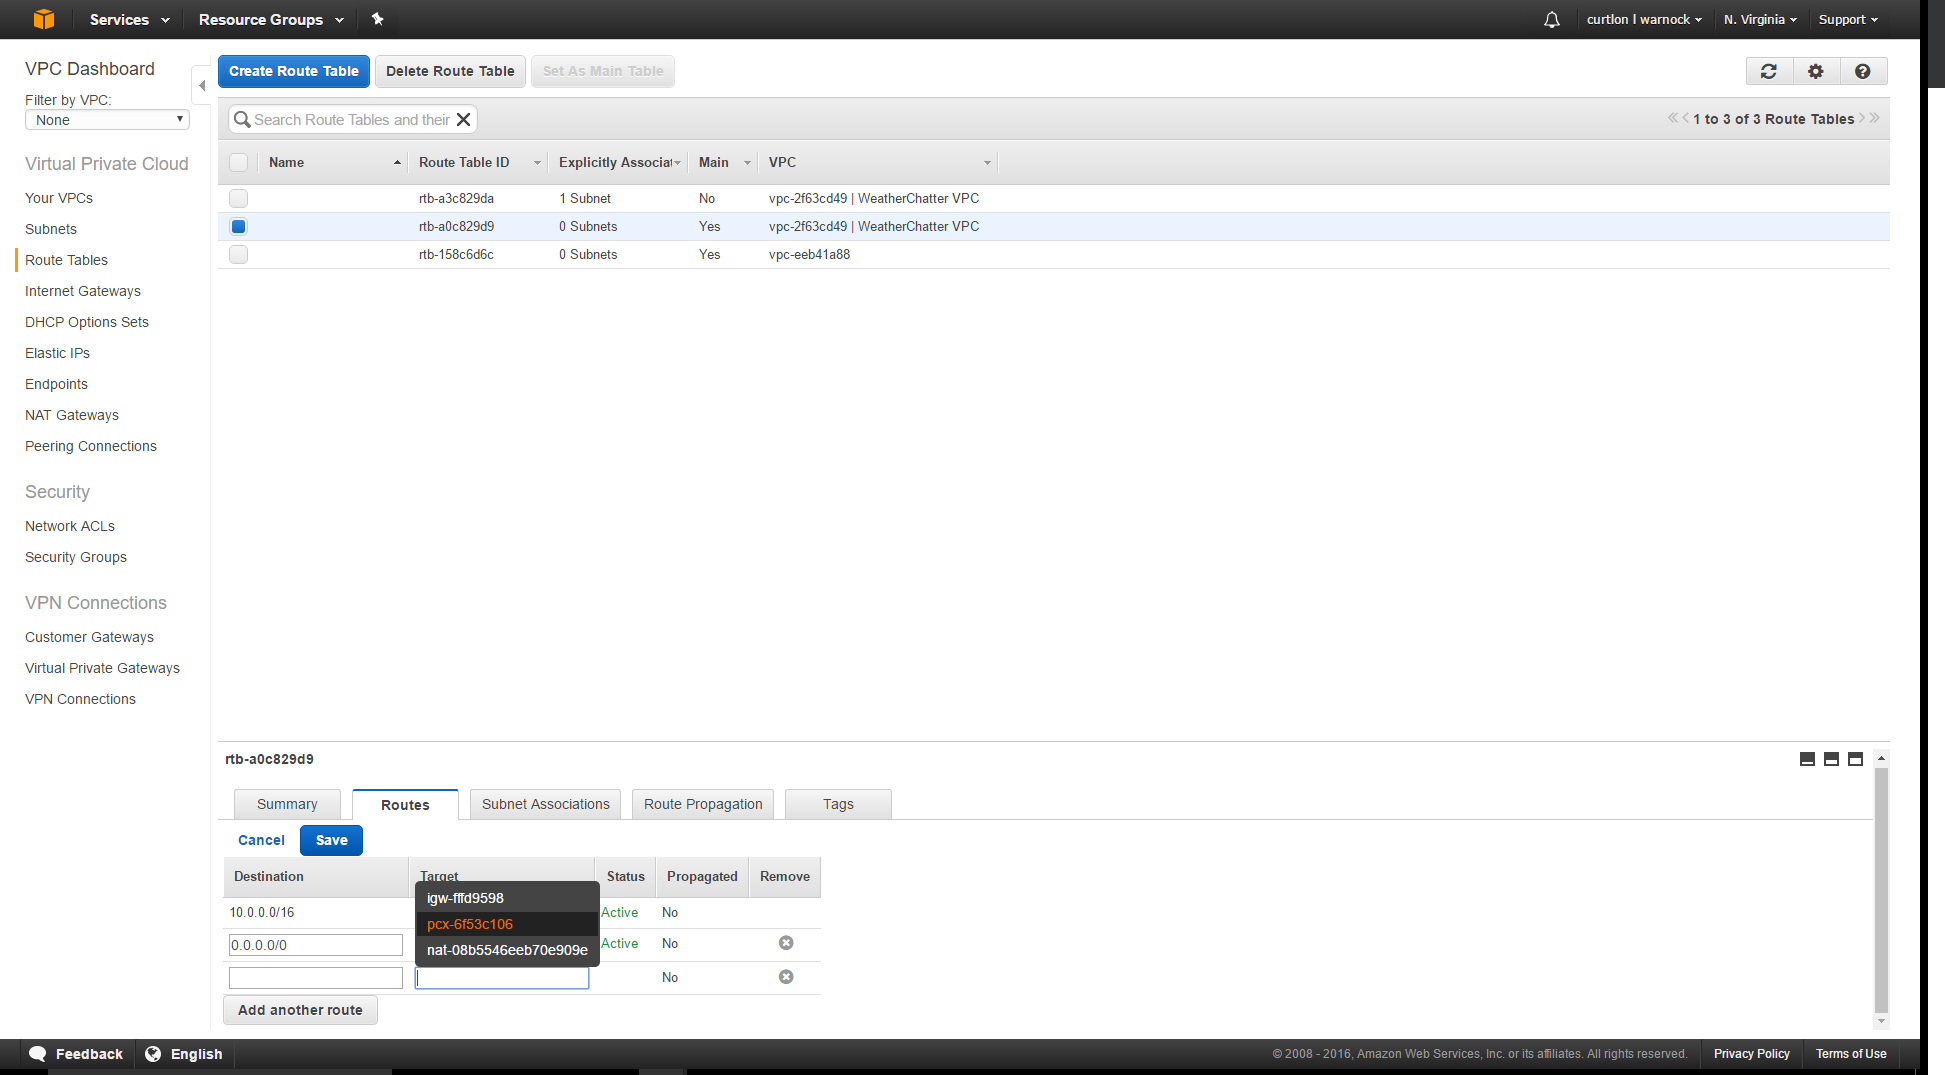 Services Resource Groups curtlon l warnock N. Virginia Support
VPC Dashboard
Filter by VPC:
None
Virtual Private Cloud
Your VPCs
Subnets
Route Tables
Internet Gateways
DHCP Options Sets
Elastic IPs
Endpoints
NAT Gateways
Peering Connections
Security
Network ACLs
Security Groups
VPN Connections
Customer Gateways
Virtual Private Gateways
VPN Connections
Create Route Table Delete Route Table Set As Main Table
Search Route Tables and their 1 to 3 of 3 Route Tables
Name Route Table ID Explicitly Associat Main VPC
rtb-a3c829da 1 Subnet No vpc-2f63cd49 | WeatherChatter VPC
rtb-a0c829d9 0 Subnets Yes vpc-2f63cd49 | WeatherChatter VPC
rtb-158c6d6c 0 Subnets Yes vpc-eeb41a88
rtb-a0c829d9
Summary Routes Subnet Associations Route Propagation Tags
Cancel Save
Destination Target Status Propagated Remove
igw-fffd9598
10.0.0.0/16 Active No
pcx-6f53c106
0.0.0.0/0 Active No
nat-08b5546eeb70e909e
No
Add another route
Feedback English © 2008 - 2016, Amazon Web Services, Inc. or its affiliates. All rights reserved. Privacy Policy Terms of Use